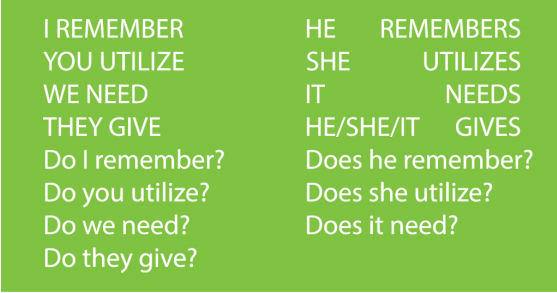 I REMEMBER
YOU UTILIZE
WE NEED
THEY GIVE
Do I remember?
Do you utilize?
Do we need?
Do they give?
HE REMEMBERS
SHE UTILIZES
IT NEEDS
HE/SHE/IT GIVES
Does he remember?
Does she utilize?
Does it need?